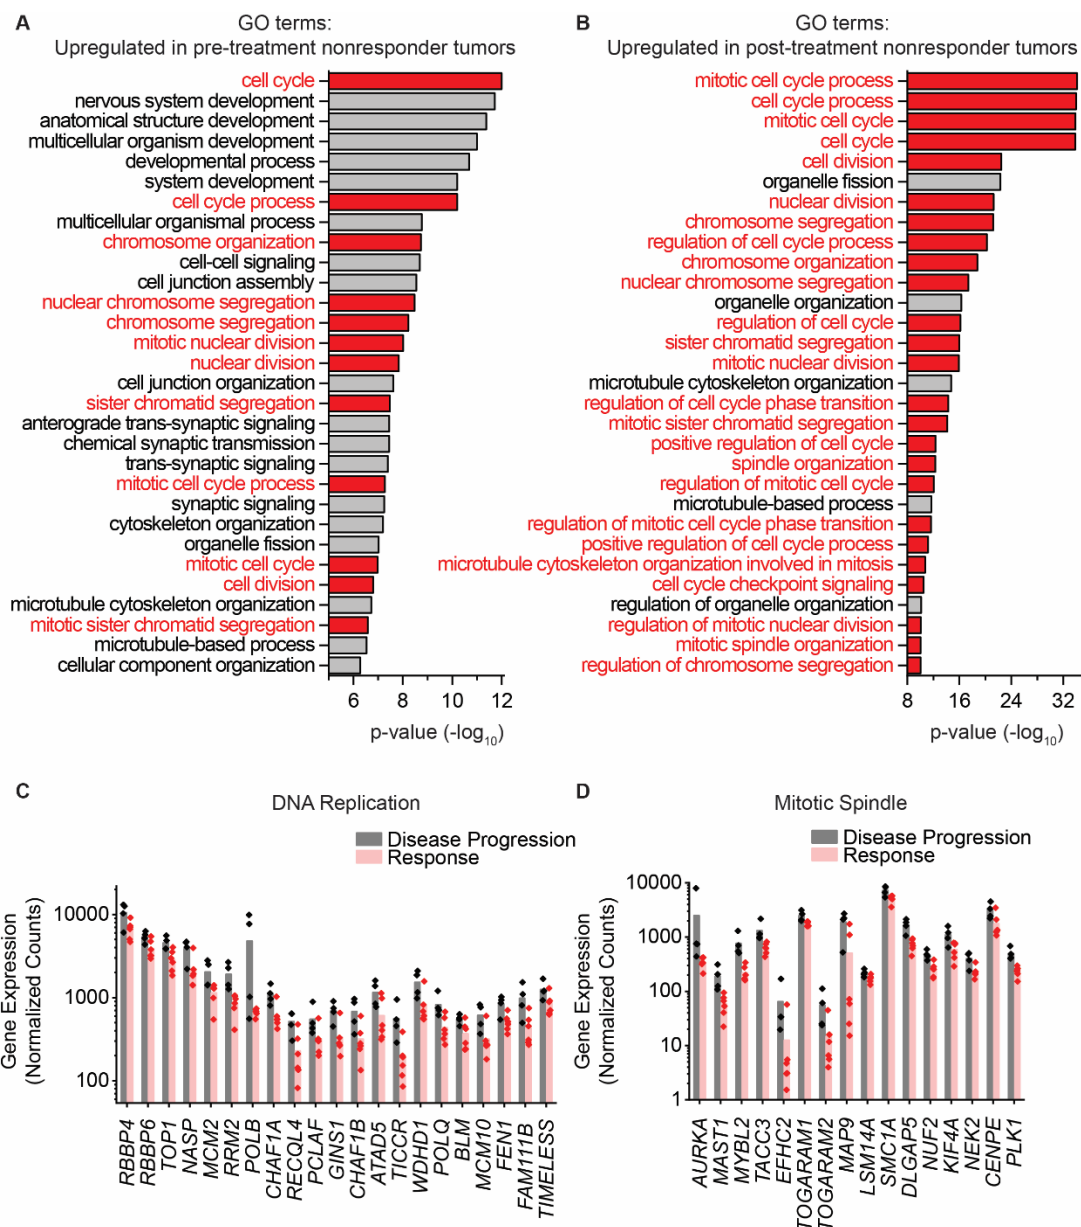 A
GO terms:
Upregulated in pre-treatment nonresponder tumors
cell cycle
nervous system development
anatomical structure development
multicellular organism development
developmental process
system development
cell cycle process
multicellular organismal process
chromosome organization
cell-cell signaling
cell junction assembly
nuclear chromosome segregation
chromosome segregation
mitotic nuclear division
nuclear division
cell junction organization
sister chromatid segregation
anterograde trans-synaptic signaling
chemical synaptic transmission
trans-synaptic signaling
mitotic cell cycle process
synaptic signaling
cytoskeleton organization
organelle fission
mitotic cell cycle
cell division
microtubule cytoskeleton organization
mitotic sister chromatid segregation
microtubule-based process
cellular component organization
6 8 10 12
p-value (-log10)
B
GO terms:
Upregulated in post-treatment nonresponder tumors
mitotic cell cycle process
cell cycle process
mitotic cell cycle
cell cycle
cell division
organelle fission
nuclear division
chromosome segregation
regulation of cell cycle process
chromosome organization
nuclear chromosome segregation
organelle organization
regulation of cell cycle
sister chromatid segregation
mitotic nuclear division
microtubule cytoskeleton organization
regulation of cell cycle phase transition
mitotic sister chromatid segregation
positive regulation of cell cycle
spindle organization
regulation of mitotic cell cycle
microtubule-based process
regulation of mitotic cell cycle phase transition
positive regulation of cell cycle process
microtubule cytoskeleton organization involved in mitosis
cell cycle checkpoint signaling
regulation of organelle organization
regulation of mitotic nuclear division
mitotic spindle organization
regulation of chromosome segregation
8 16 24 32
p-value (-log10)
C
DNA Replication
Disease Progression
Response
Gene Expression
(Normalized Counts)
10000
1000
100
RBBP4
RBBP6
TOP1
NASP
MCM2
RRM2
POLB
CHAF1A
RECQL4
PCLAF
GINS1
CHAF1B
ATAD5
TICCR
WDHD1
POLQ
BLM
MCM10
FEN1
FAM111B
TIMELESS
D
Mitotic Spindle
Disease Progression
Response
Gene Expression
(Normalized Counts)
10000
1000
100
10
1
AURKA
MAST1
MYBL2
TACC3
EFHC2
TOGARAM1
TOGARAM2
MAP9
LSM14A
SMC1A
DLGAP5
NUF2
KIF4A
NEK2
CENPE
PLK1